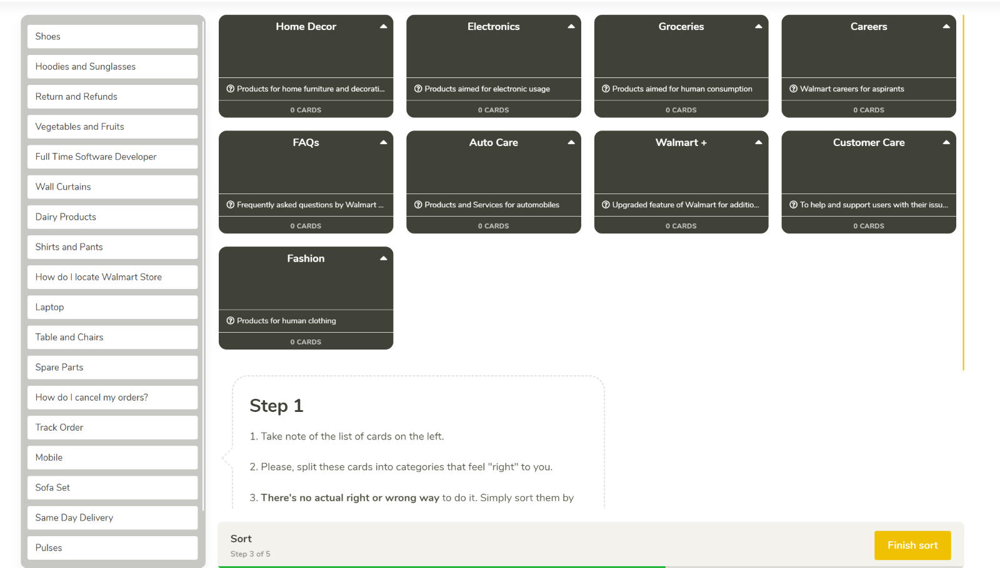 Shoes
Hoodies and Sunglasses
Return and Refunds
Vegetables and Fruits
Full Time Software Developer
Wall Curtains
Dairy Products
Shirts and Pants
How do I locate Walmart Store
Laptop
Table and Chairs
Spare Parts
How do I cancel my orders?
Track Order
Mobile
Sofa Set
Same Day Delivery
Pulses
Home Decor
Products for home furniture and decorati...
0 CARDS
Electronics
Products aimed for electronic usage
0 CARDS
Groceries
Products aimed for human consumption
0 CARDS
Careers
Walmart careers for aspirants
0 CARDS
FAQs
Frequently asked questions by Walmart ...
0 CARDS
Auto Care
Products and Services for automobiles
0 CARDS
Walmart +
Upgraded feature of Walmart for additio...
0 CARDS
Customer Care
To help and support users with their issu...
0 CARDS
Fashion
Products for human clothing
0 CARDS
Step 1
1. Take note of the list of cards on the left.
2. Please, split these cards into categories that feel "right" to you.
3. There's no actual right or wrong way to do it. Simply sort them by
Sort
Step 3 of 5
Finish sort